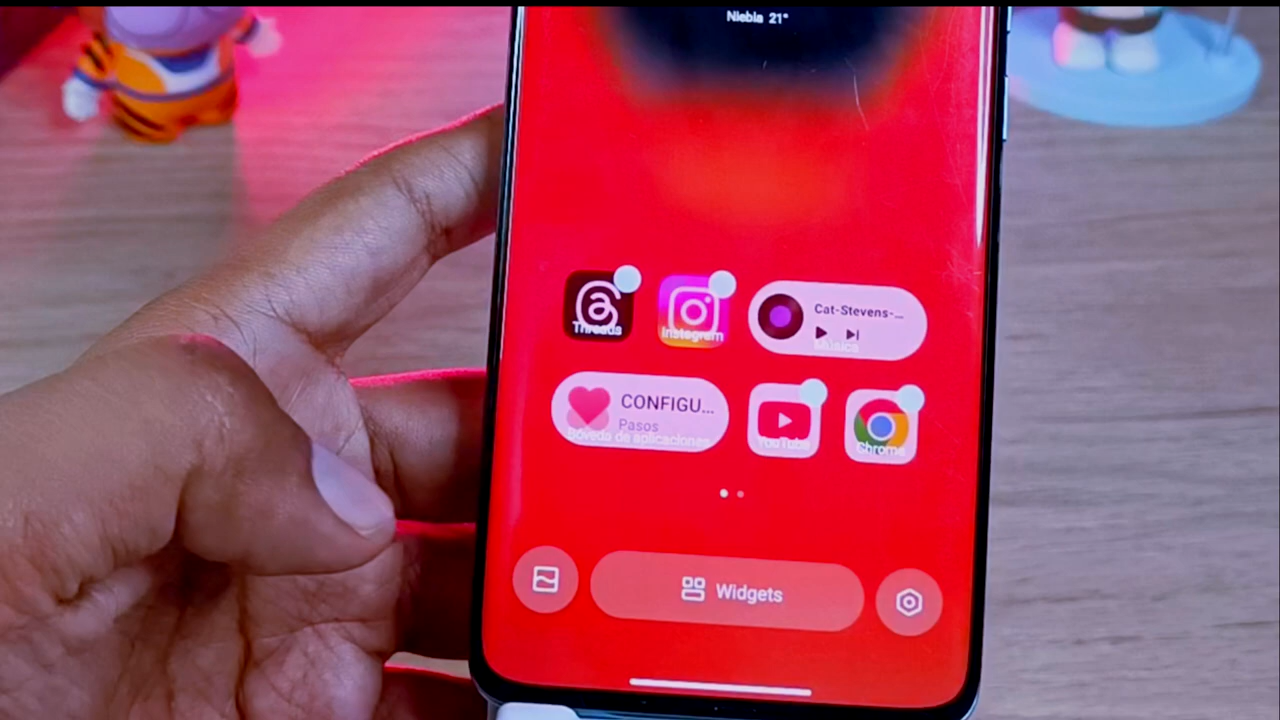 Niebla 21°
Threads
Instagram
Cat-Stevens-...
Música
CONFIGU...
Pasos
Bóveda de aplicaciones
YouTube
Chrome
Widgets